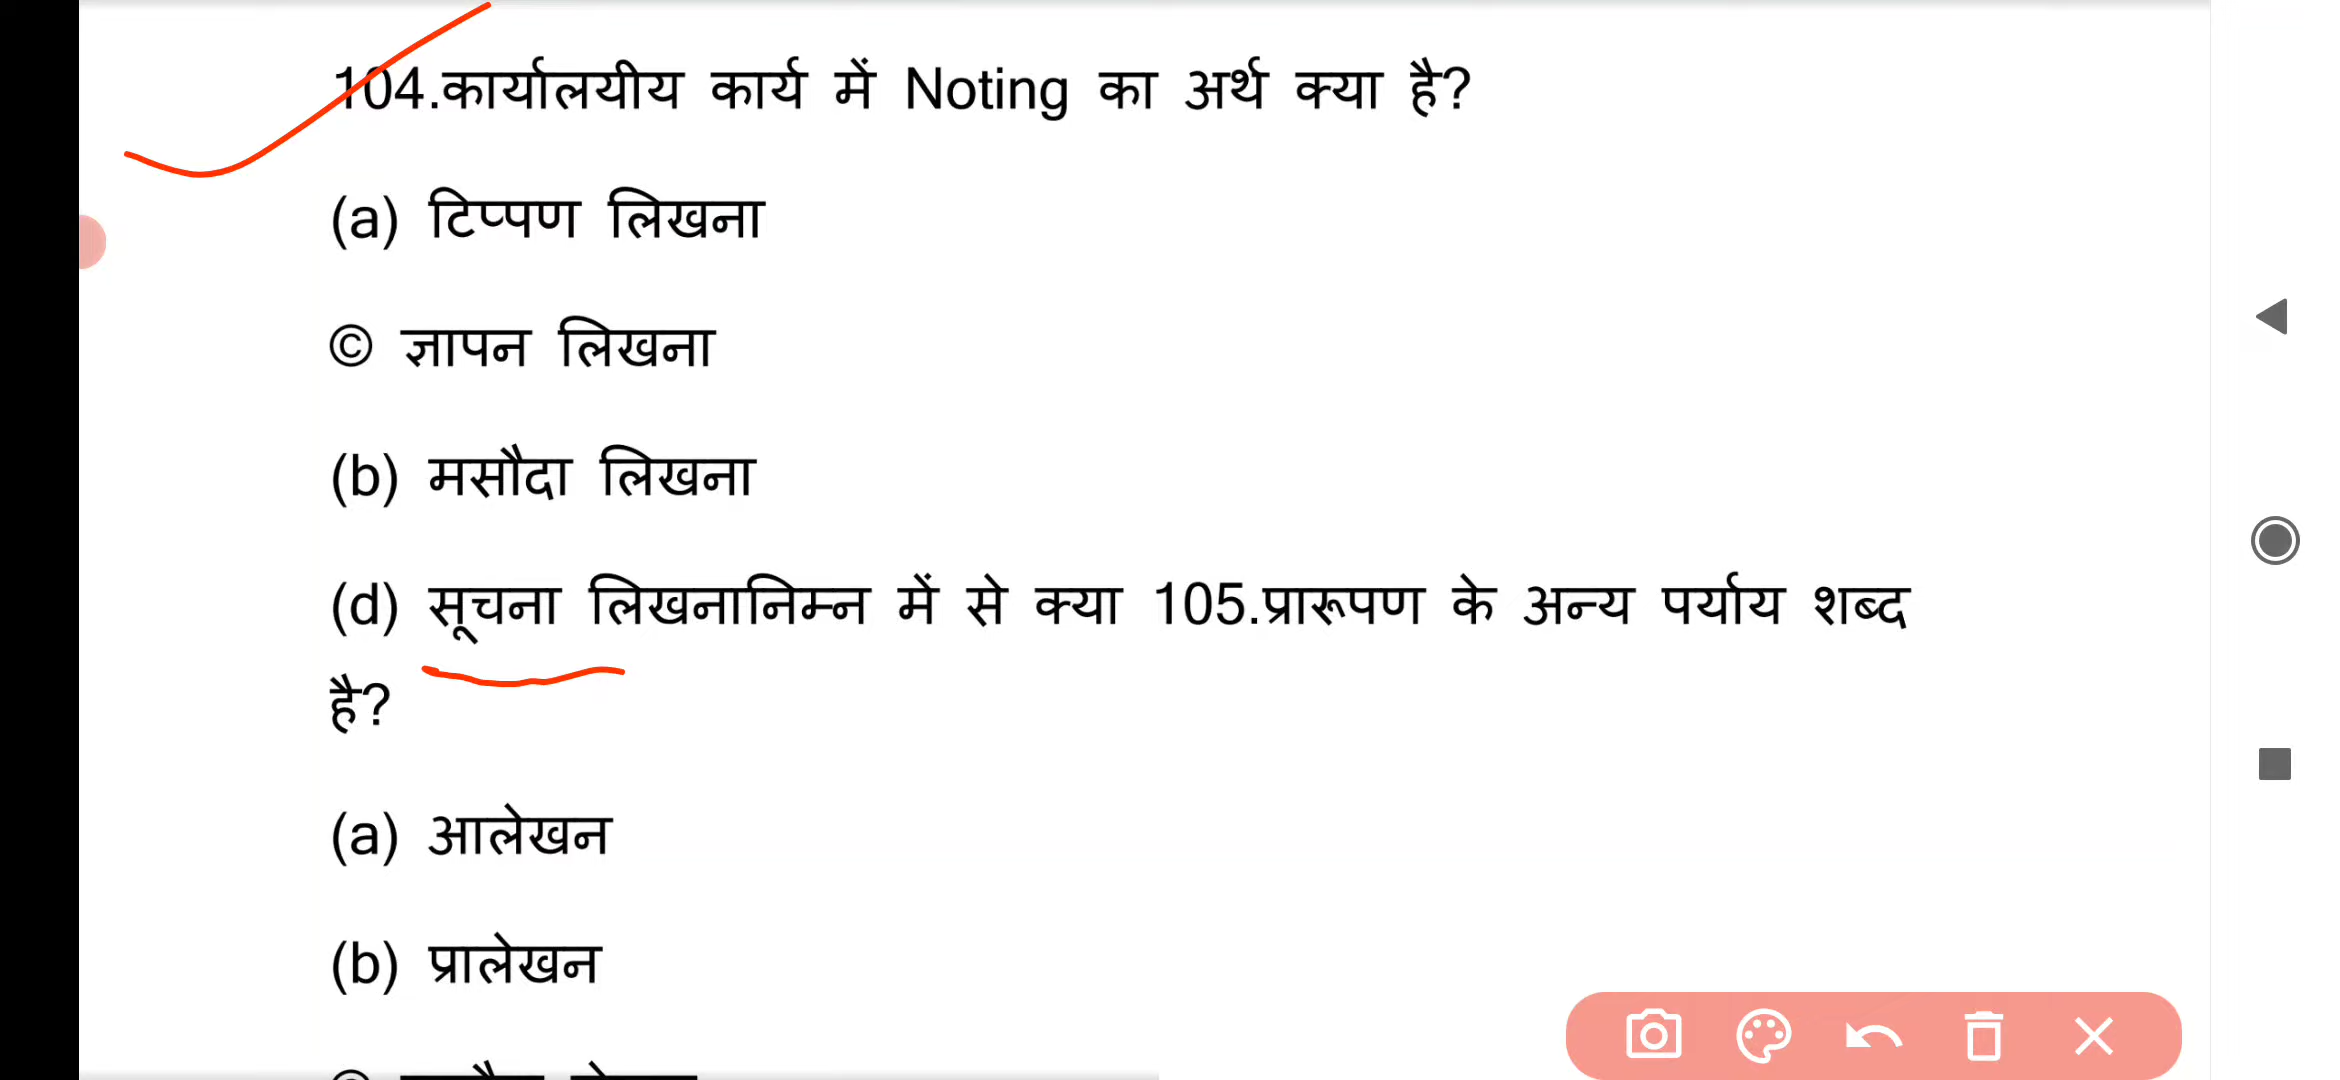 104.कार्यालयीय कार्य में Noting का अर्थ क्या है?
(a) टिप्पण लिखना
© ज्ञापन लिखना
(b) मसौदा लिखना
(d) सूचना लिखनानिम्न में से क्या 105.प्रारूपण के अन्य पर्याय शब्द
है?
(a) आलेखन
(b) प्रालेखन